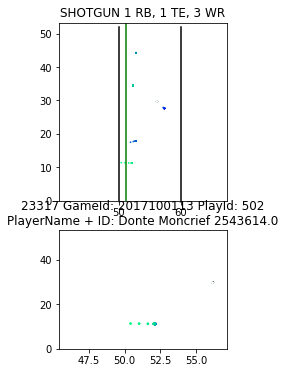 SHOTGUN 1 RB, 1 TE, 3 WR
50
40
30
20
10
0
50
60
23317 GameId: 2017100113 PlayId: 502
PlayerName + ID: Donte Moncrief 2543614.0
40
20
0
47.5 50.0 52.5 55.0